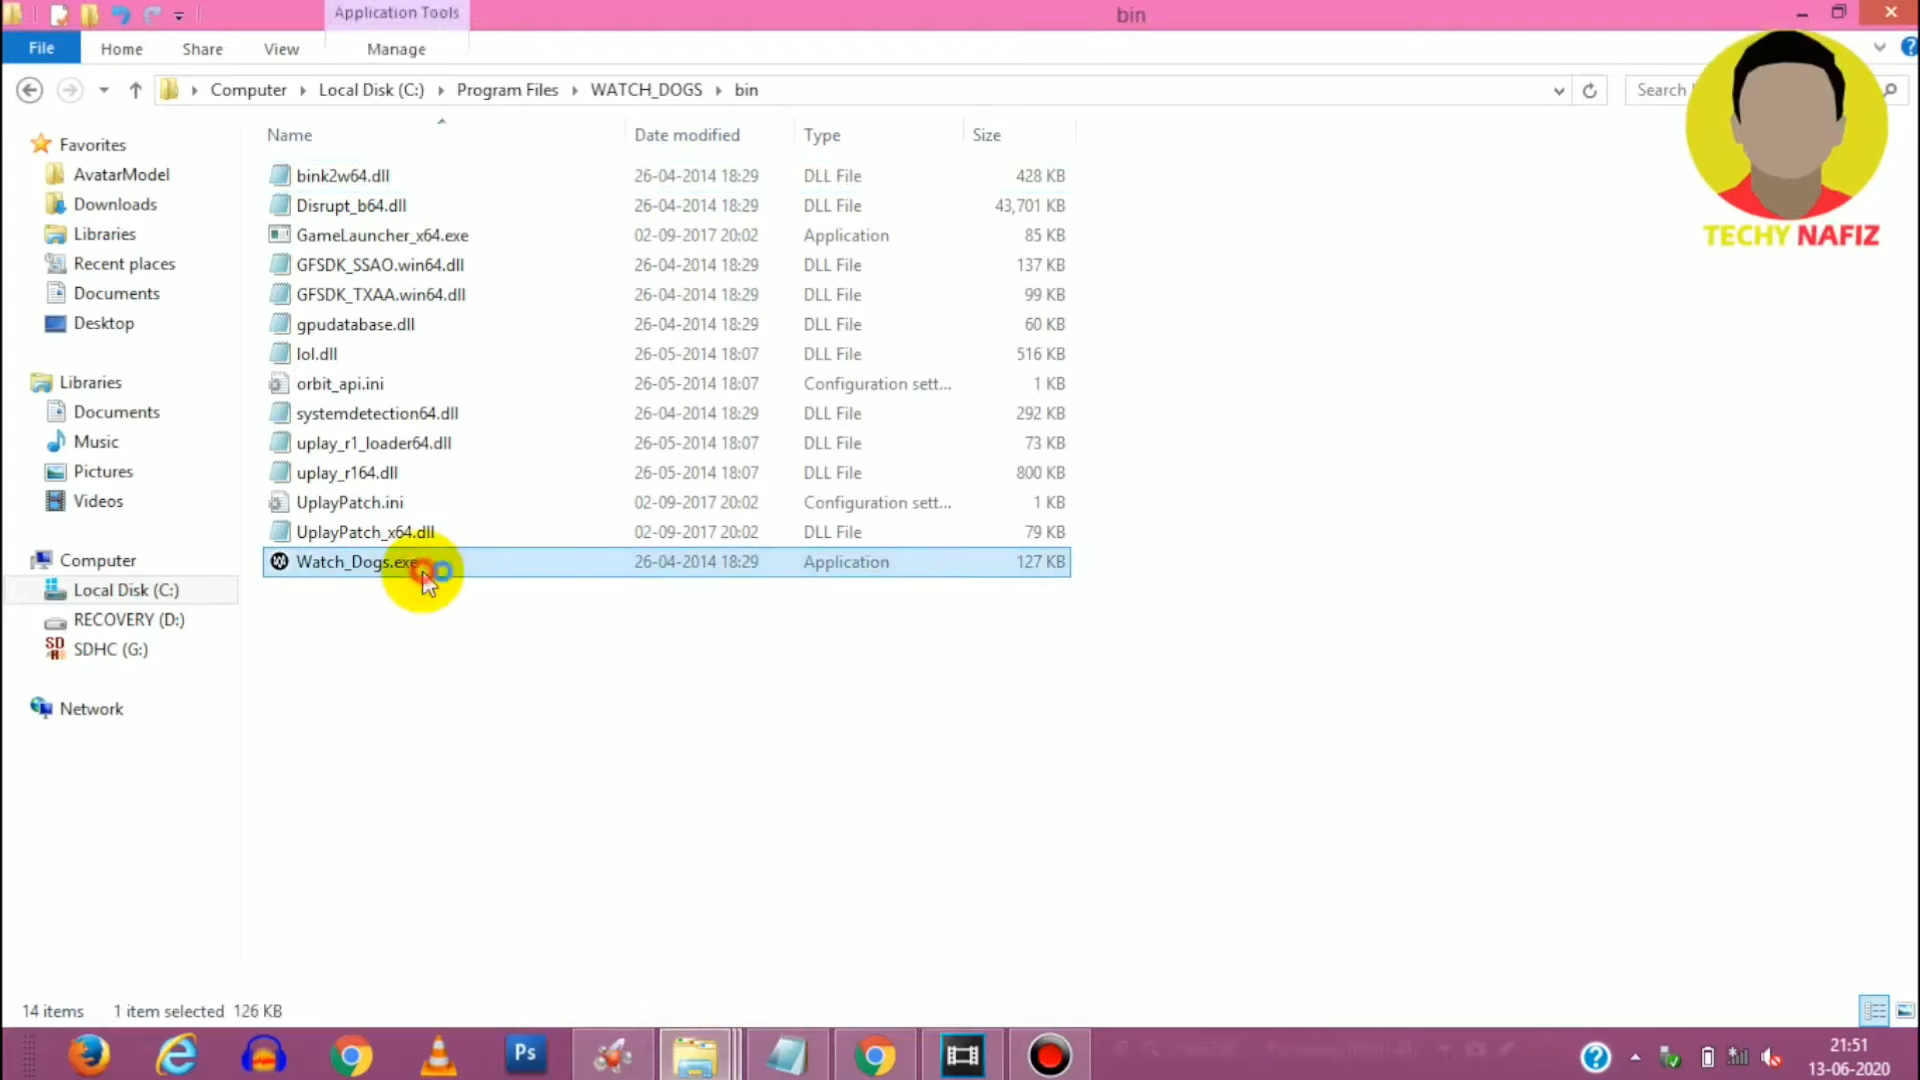 Application Tools
bin
File
Home
Share
View
Manage
Computer
Local Disk (C:)
Program Files
WATCH_DOGS
bin
Search
TECHY NAFIZ
Name
Date modified
Type
Size
Favorites
AvatarModel
Downloads
Libraries
Recent places
Documents
Desktop
Libraries
Documents
Music
Pictures
Videos
Computer
Local Disk (C:)
RECOVERY (D:)
SDHC (G:)
Network
bink2w64.dll 26-04-2014 18:29 DLL File 428 KB
Disrupt_b64.dll 26-04-2014 18:29 DLL File 43,701 KB
GameLauncher_x64.exe 02-09-2017 20:02 Application 85 KB
GFSDK_SSAO.win64.dll 26-04-2014 18:29 DLL File 137 KB
GFSDK_TXAA.win64.dll 26-04-2014 18:29 DLL File 99 KB
gpudatabase.dll 26-04-2014 18:29 DLL File 60 KB
lol.dll 26-05-2014 18:07 DLL File 516 KB
orbit_api.ini 26-05-2014 18:07 Configuration sett... 1 KB
systemdetection64.dll 26-04-2014 18:29 DLL File 292 KB
uplay_r1_loader64.dll 26-05-2014 18:07 DLL File 73 KB
uplay_r164.dll 26-05-2014 18:07 DLL File 800 KB
UplayPatch.ini 02-09-2017 20:02 Configuration sett... 1 KB
UplayPatch_x64.dll 02-09-2017 20:02 DLL File 79 KB
Watch_Dogs.exe 26-04-2014 18:29 Application 127 KB
14 items 1 item selected 126 KB
Ps
21:51
13-06-2020